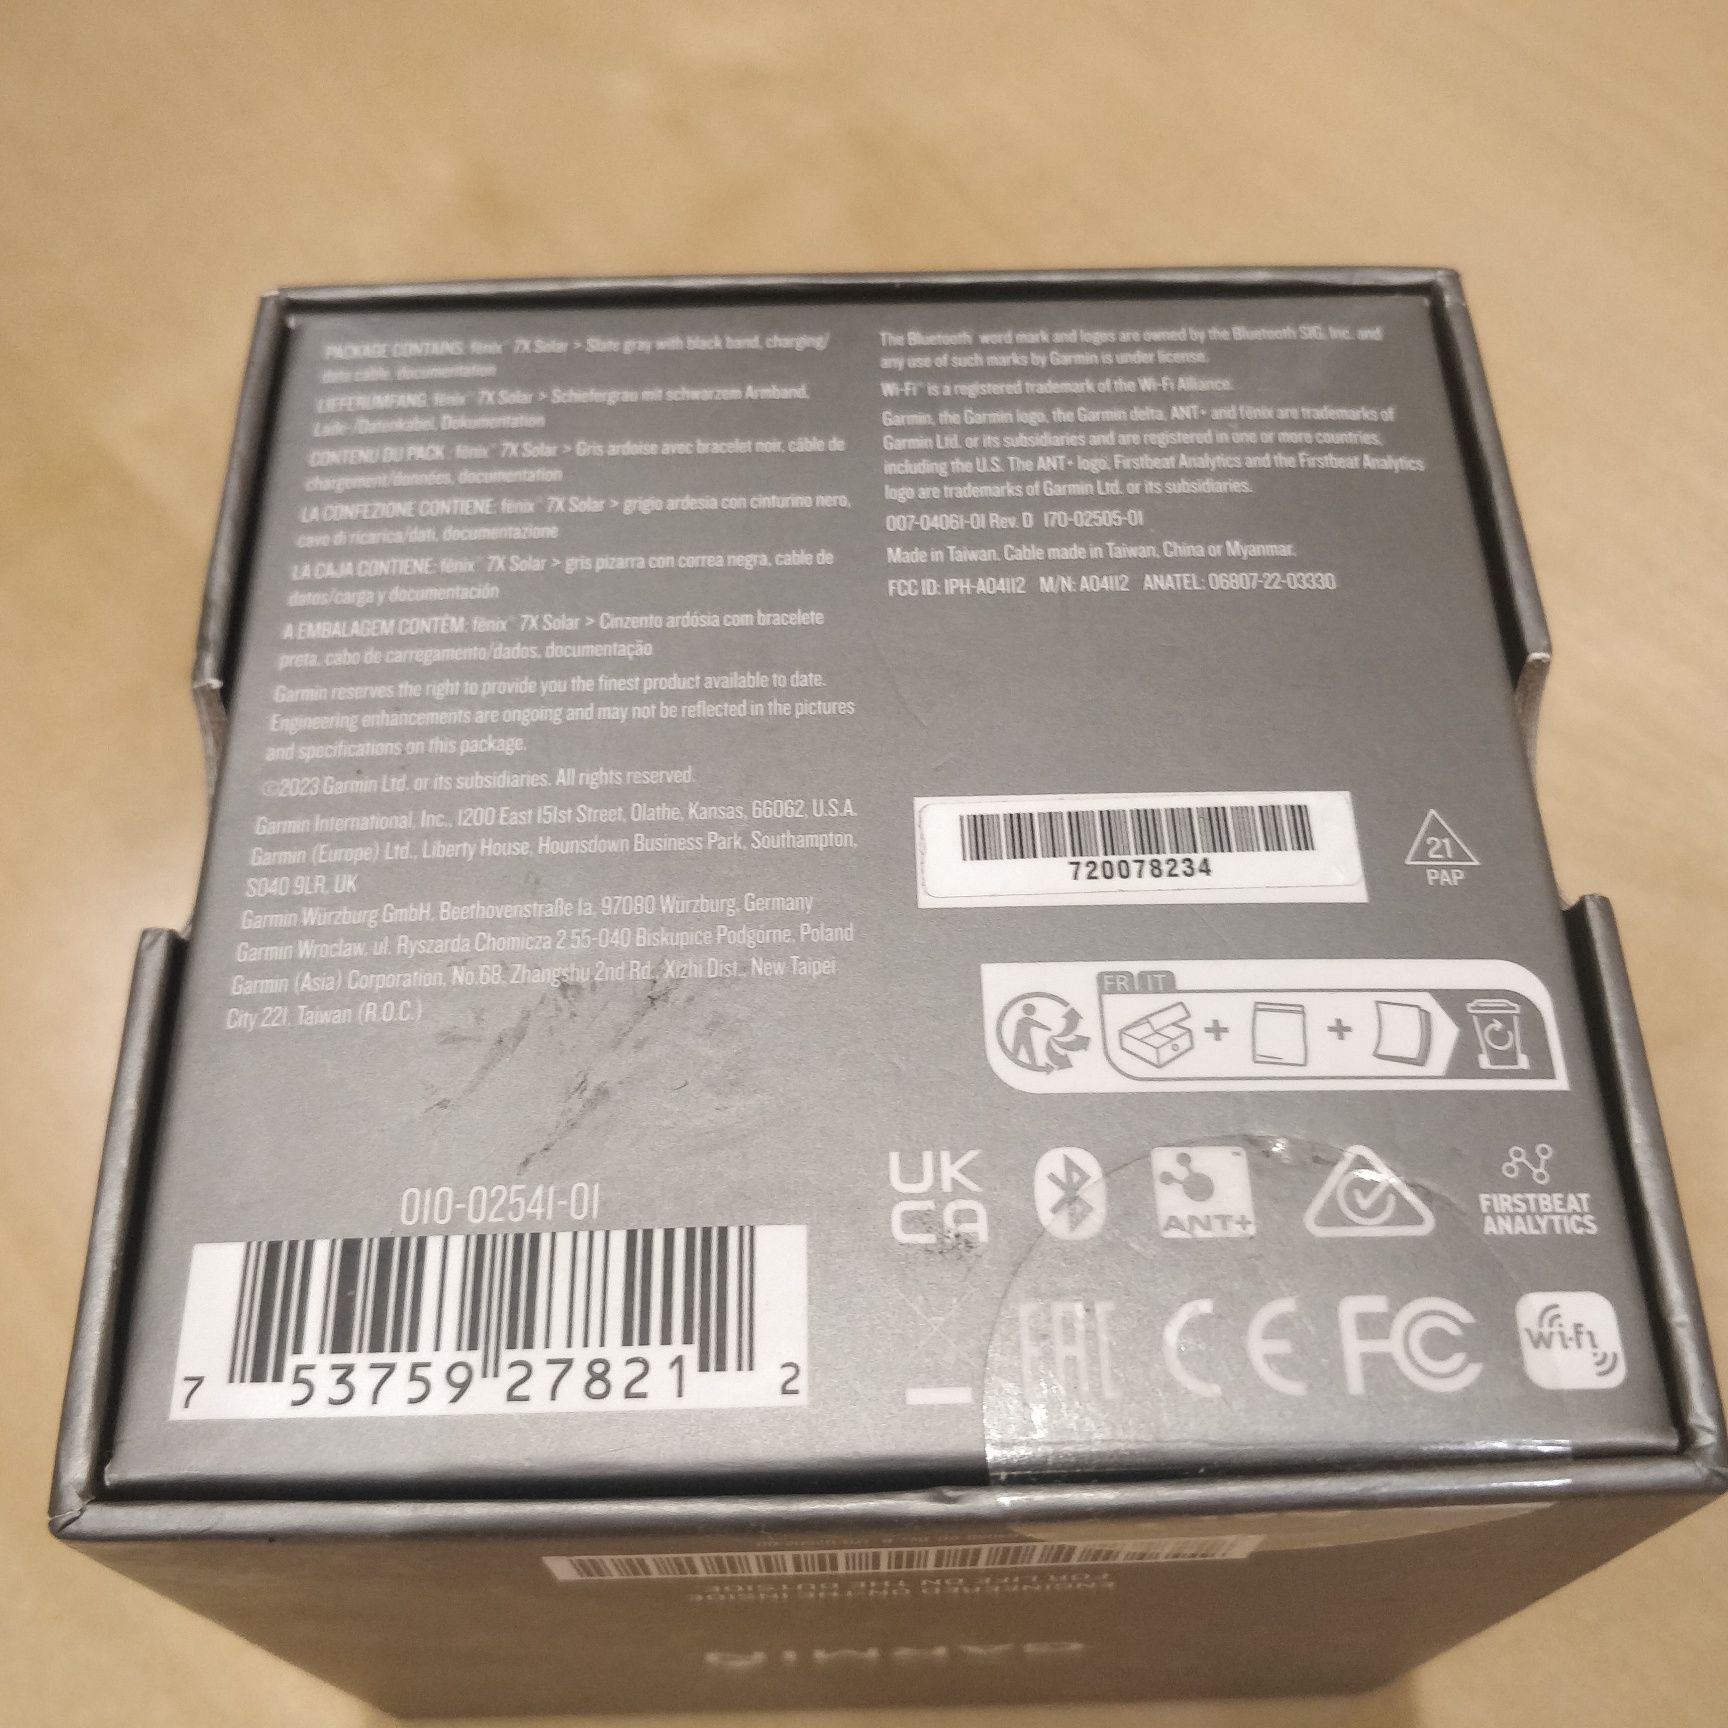 PACKAGE CONTAINS: fēnix® 7X Solar > Slate gray with black band, charging/
data cable, documentation
LIEFERUMFANG: fēnix® 7X Solar > Schiefergrau mit schwarzem Armband,
Lade-/Datenkabel, Dokumentation
CONTENU DU PACK : fēnix® 7X Solar > Gris ardoise avec bracelet noir, câble de
chargement/données, documentation
LA CONFEZIONE CONTIENE: fēnix® 7X Solar > grigio ardesia con cinturino nero,
cavo di ricarica/dati, documentazione
LA CAJA CONTIENE: fēnix® 7X Solar > gris pizarra con correa negra, cable de
datos/carga y documentación
A EMBALAGEM CONTÉM: fēnix® 7X Solar > Cinzento ardósia com bracelete
preta, cabo de carregamento/dados, documentação
Garmin reserves the right to provide you the finest product available to date.
Engineering enhancements are ongoing and may not be reflected in the pictures
and specifications on this package.
©2023 Garmin Ltd. or its subsidiaries. All rights reserved.
Garmin International, Inc., 1200 East 151st Street, Olathe, Kansas, 66062, U.S.A.
Garmin (Europe) Ltd., Liberty House, Hounsdown Business Park, Southampton,
SO40 9LR, UK
Garmin Würzburg GmbH, Beethovenstraße 1a, 97080 Würzburg, Germany
Garmin Wrocław, ul. Ryszarda Chomicza 2 55-040 Biskupice Podgórne, Poland
Garmin (Asia) Corporation, No.68, Zhangshu 2nd Rd., Xizhi Dist., New Taipei
City 221, Taiwan (R.O.C.)
The Bluetooth® word mark and logos are owned by the Bluetooth SIG, Inc. and
any use of such marks by Garmin is under license.
Wi-Fi® is a registered trademark of the Wi-Fi Alliance.
Garmin, the Garmin logo, the Garmin delta, ANT+ and fēnix are trademarks of
Garmin Ltd. or its subsidiaries and are registered in one or more countries,
including the U.S. The ANT+ logo, Firstbeat Analytics and the Firstbeat Analytics
logo are trademarks of Garmin Ltd. or its subsidiaries.
007-04061-01 Rev. D 170-02505-01
Made in Taiwan. Cable made in Taiwan, China or Myanmar.
FCC ID: IPH-A04112 M/N: A04112 ANATEL: 06807-22-03330
720078234
21
PAP
FR IT
010-02541-01
7 53759 27821 2
UK
CA
ANT+
FIRSTBEAT
ANALYTICS
EAC
CE
FC
Wi-Fi
ENGINEERED ON THE INSIDE
FOR LIFE ON THE OUTSIDE
GARMIN